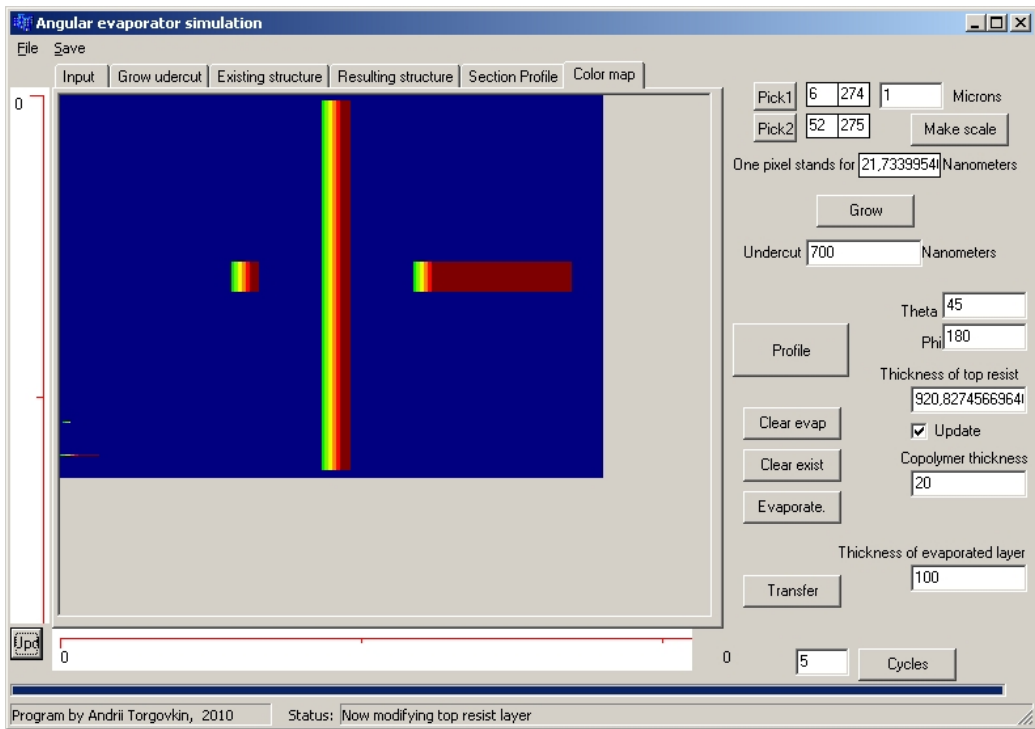 Angular evaporator simulation
File Save
Input Grow udercut Existing structure Resulting structure Section Profile Color map
0
Pick1 6 274 1 Microns
Pick2 52 275 Make scale
One pixel stands for 21,7339954 Nanometers
Grow
Undercut 700 Nanometers
Theta 45
Phi 180
Profile
Thickness of top resist
920,8274566964
Clear evap
Update
Clear exist
Copolymer thickness
20
Evaporate.
Thickness of evaporated layer
100
Transfer
Upd
0 0
5 Cycles
Program by Andrii Torgovkin, 2010 Status: Now modifying top resist layer